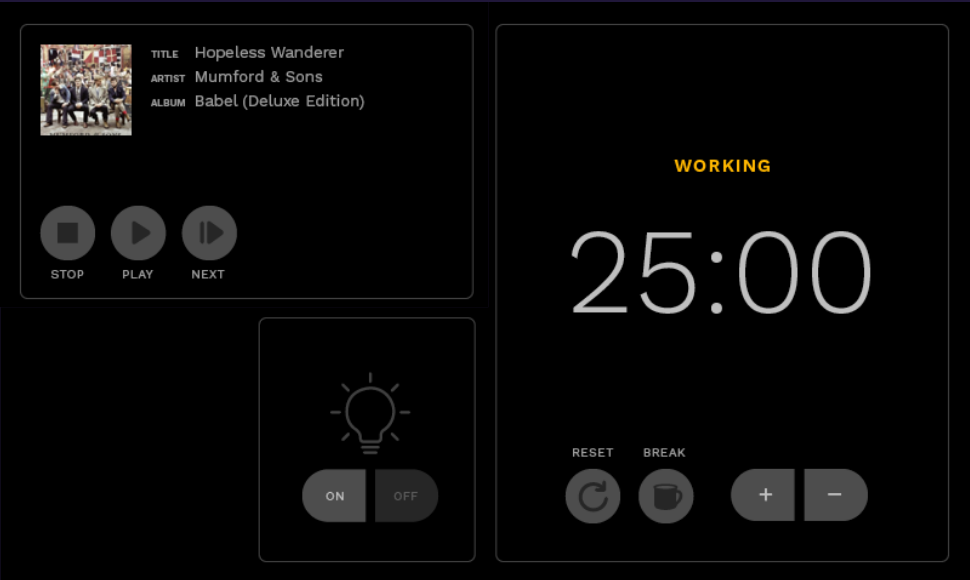 TITLE Hopeless Wanderer
ARTIST Mumford & Sons
ALBUM Babel (Deluxe Edition)
STOP PLAY NEXT
WORKING
25:00
RESET BREAK
+ −
ON OFF